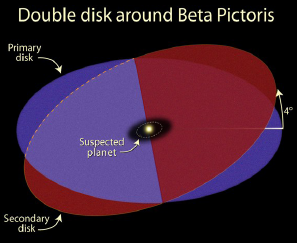 Double disk around Beta Pictoris
Primary
disk
4°
Suspected
planet
Secondary
disk